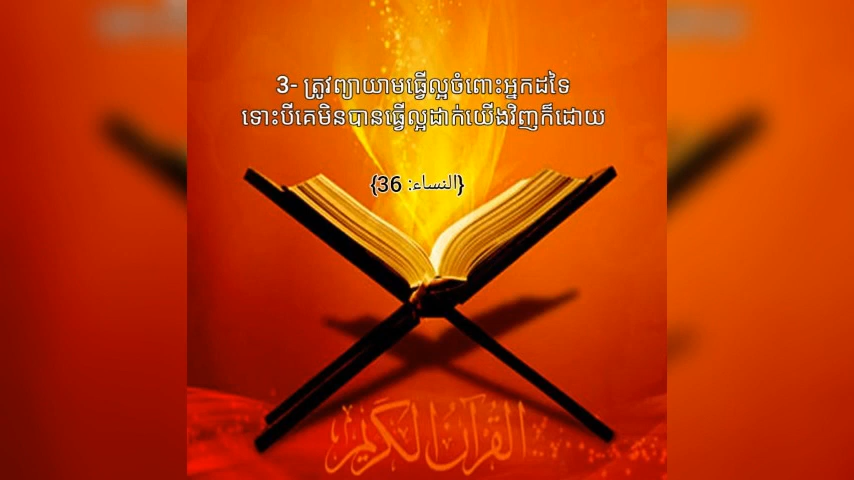 3- ត្រូវព្យាយាមធ្វើល្អចំពោះអ្នកដទៃ
ទោះបីគេមិនបានធ្វើល្អដាក់យើងវិញក៏ដោយ
{النساء: 36}
القرآن الكريم